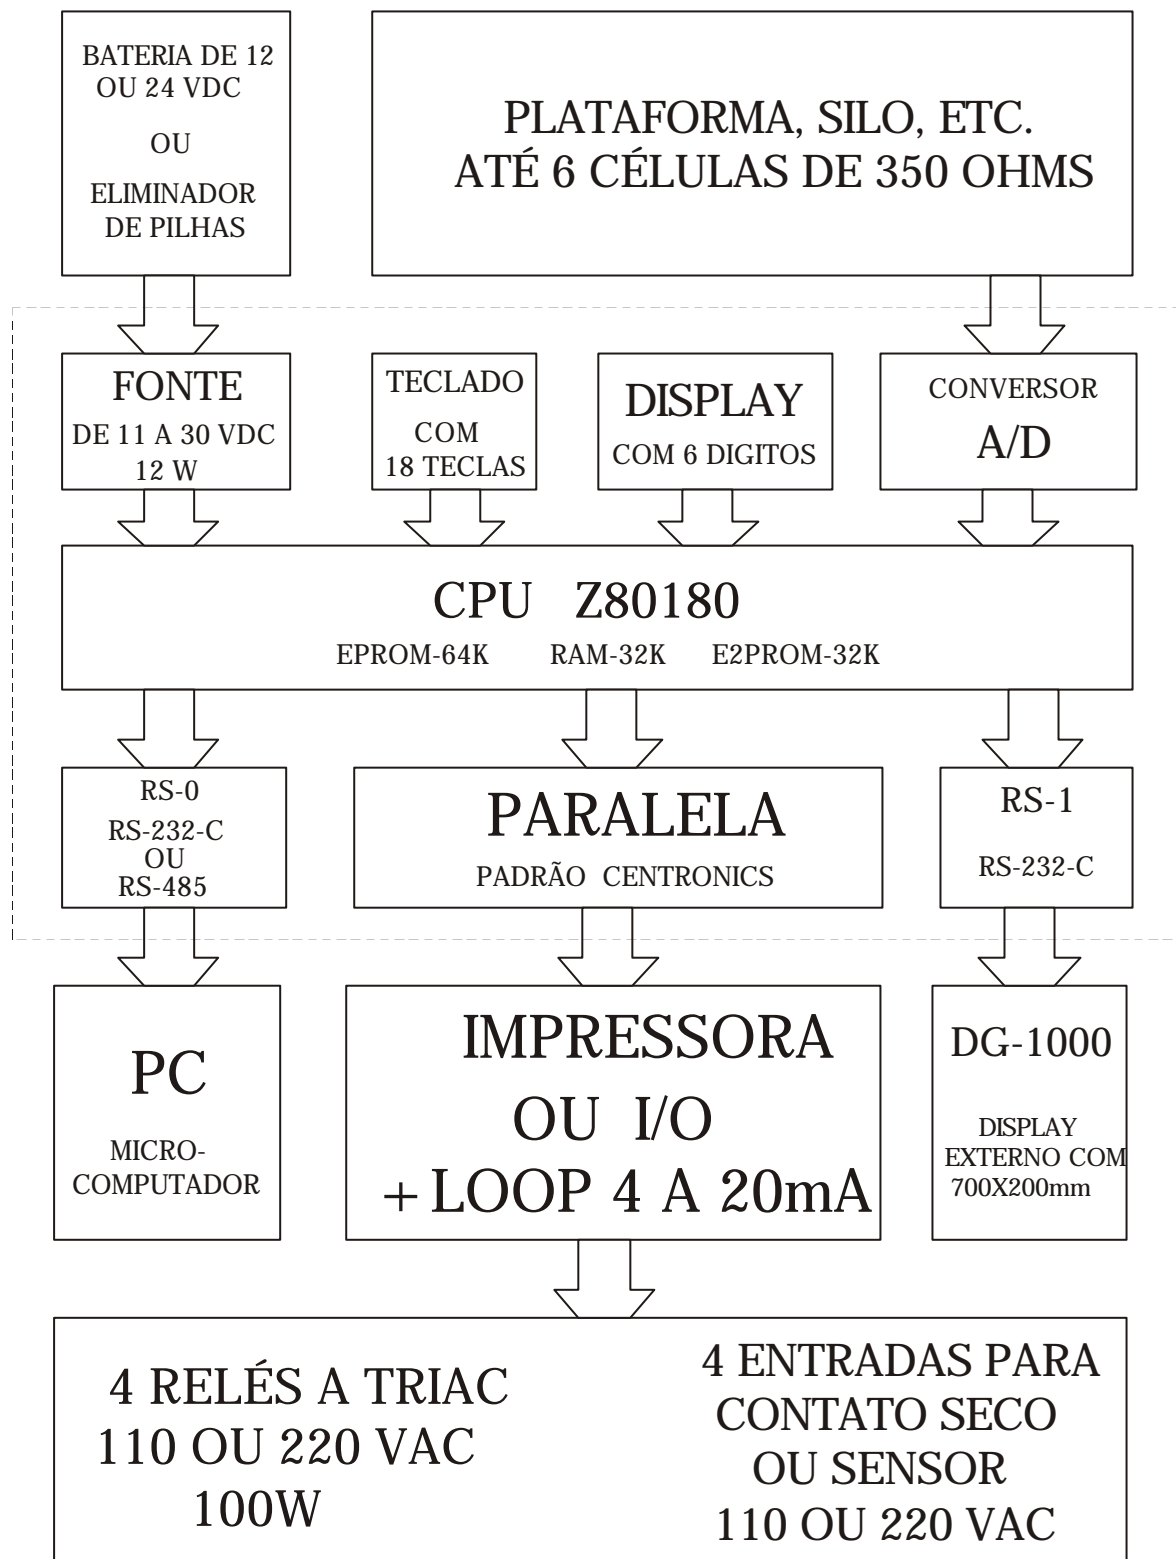 BATERIA DE 12
OU 24 VDC
OU
ELIMINADOR
DE PILHAS
PLATAFORMA, SILO, ETC.
ATÉ 6 CÉLULAS DE 350 OHMS
FONTE
DE 11 A 30 VDC
12 W
TECLADO
COM
18 TECLAS
DISPLAY
COM 6 DIGITOS
CONVERSOR
A/D
CPU Z80180
EPROM-64K RAM-32K E2PROM-32K
RS-0
RS-232-C
OU
RS-485
PARALELA
PADRÃO CENTRONICS
RS-1
RS-232-C
PC
MICRO-
COMPUTADOR
IMPRESSORA
OU I/O
+ LOOP 4 A 20mA
DG-1000
DISPLAY
EXTERNO COM
700X200mm
4 RELÉS A TRIAC
110 OU 220 VAC
100W
4 ENTRADAS PARA
CONTATO SECO
OU SENSOR
110 OU 220 VAC